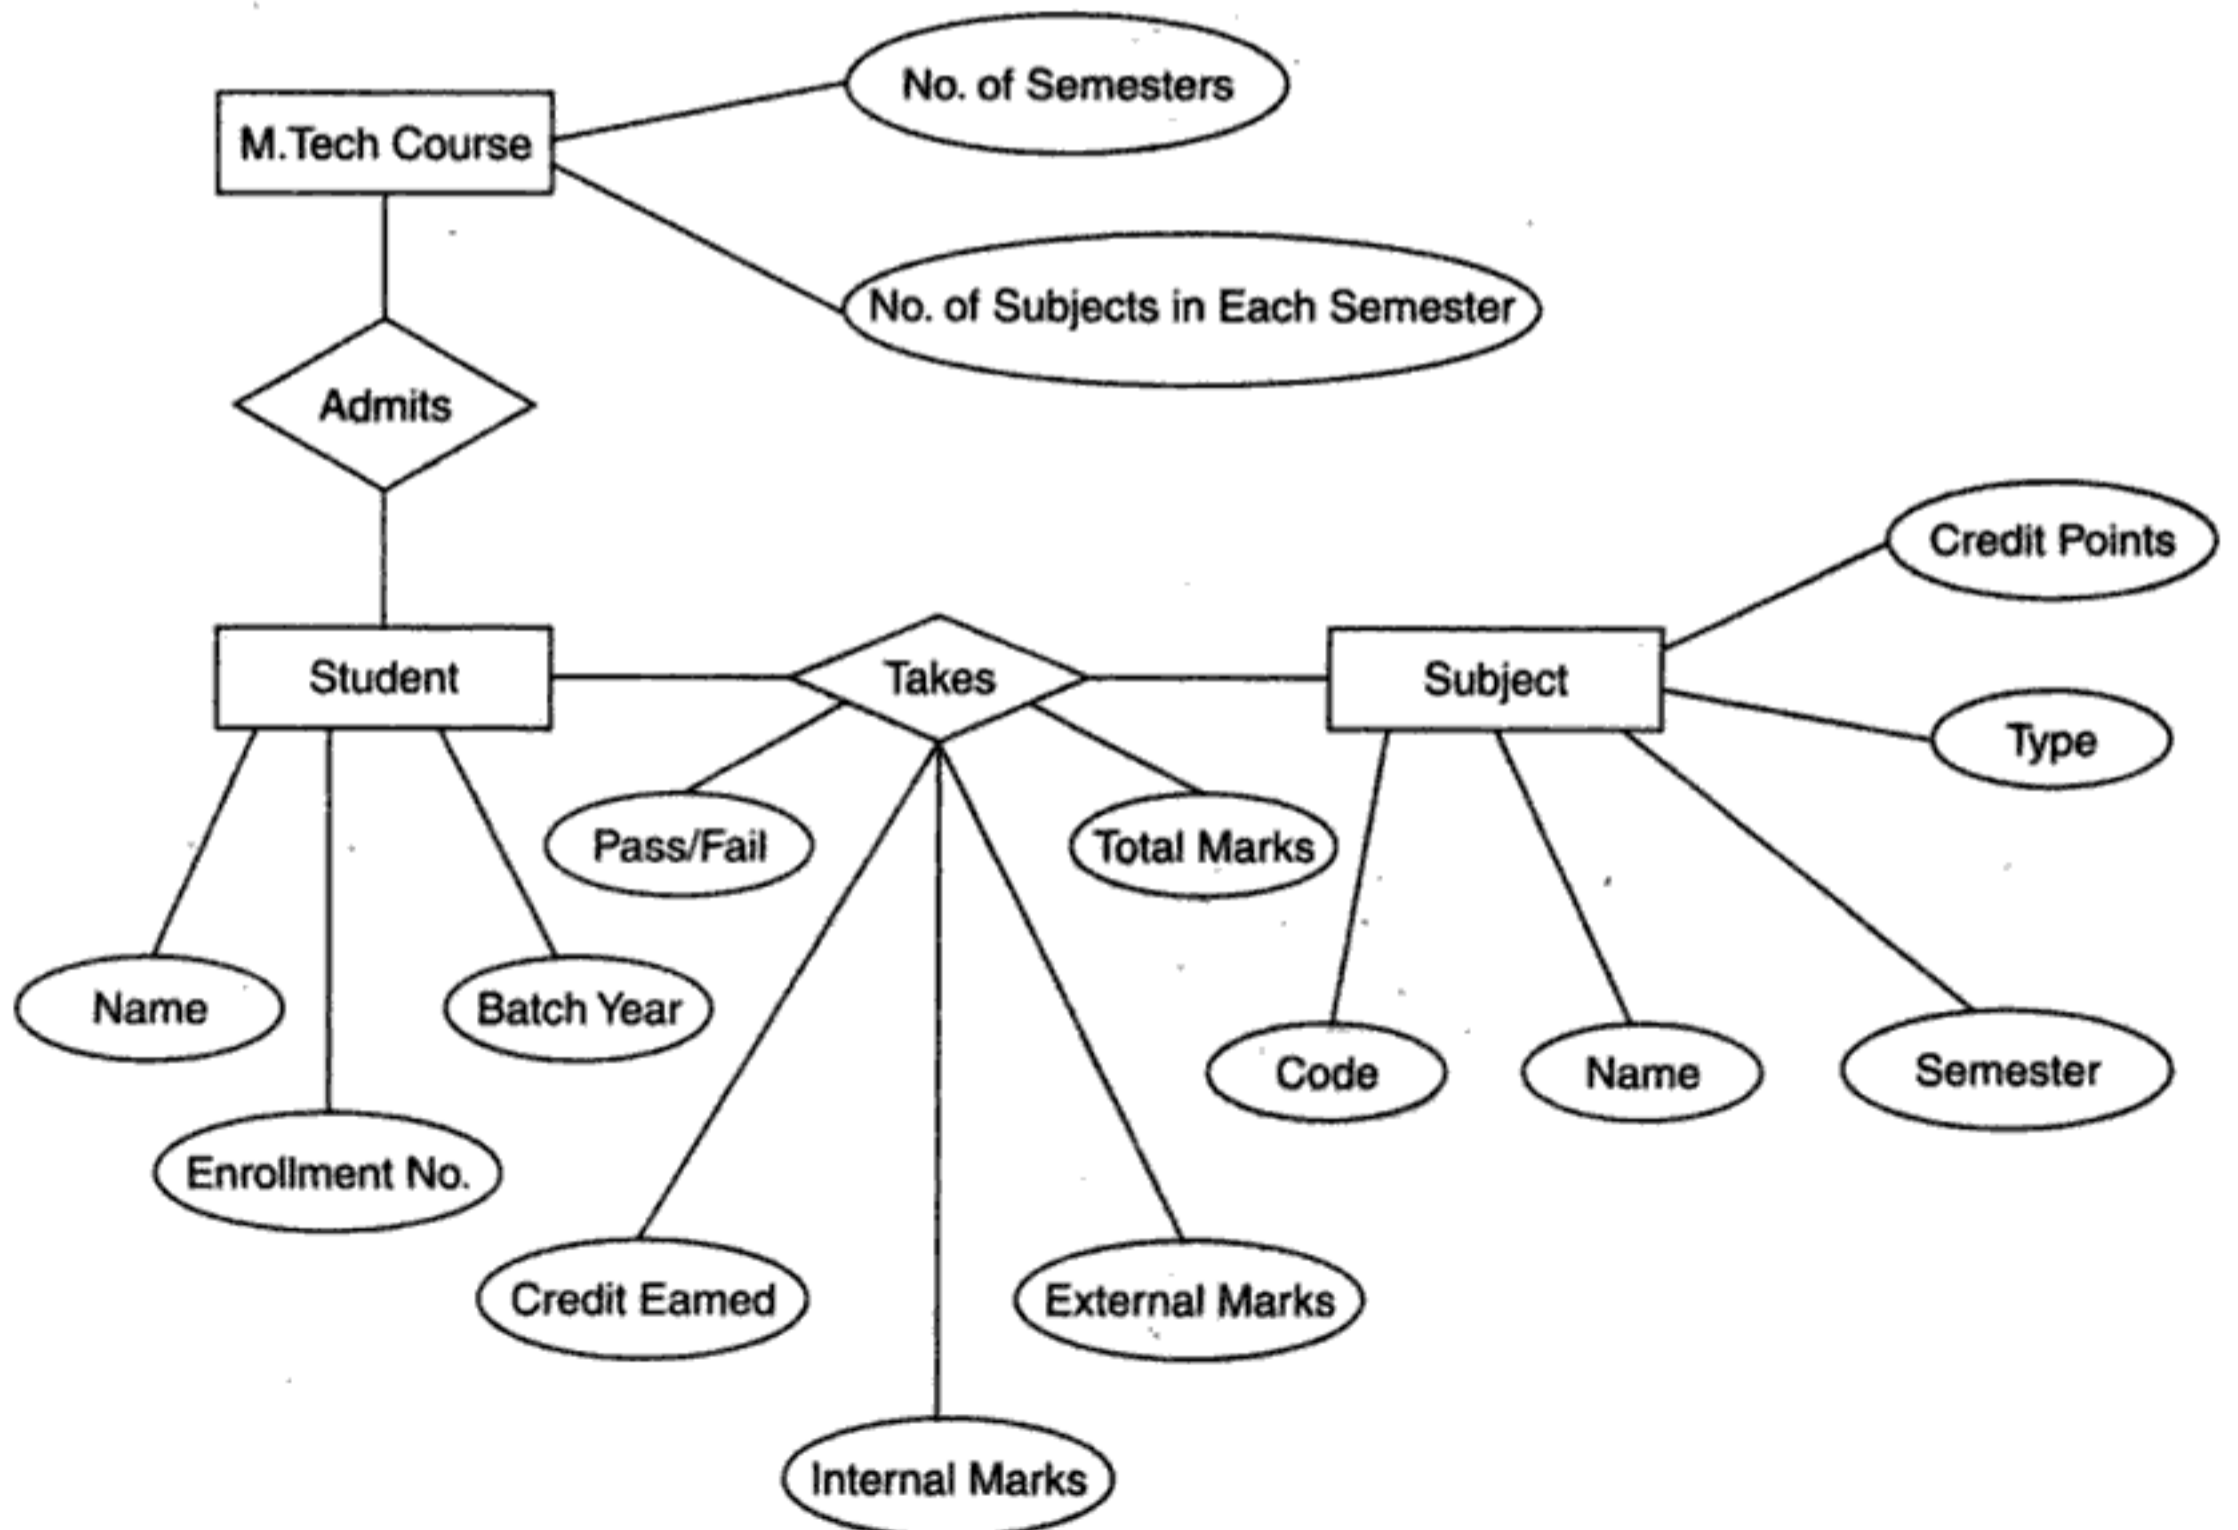 No. of Semesters
M.Tech Course
No. of Subjects in Each Semester
Admits
Credit Points
Student
Takes
Subject
Type
Pass/Fail
Total Marks
Name
Batch Year
Code
Name
Semester
Enrollment No.
Credit Earned
External Marks
Internal Marks